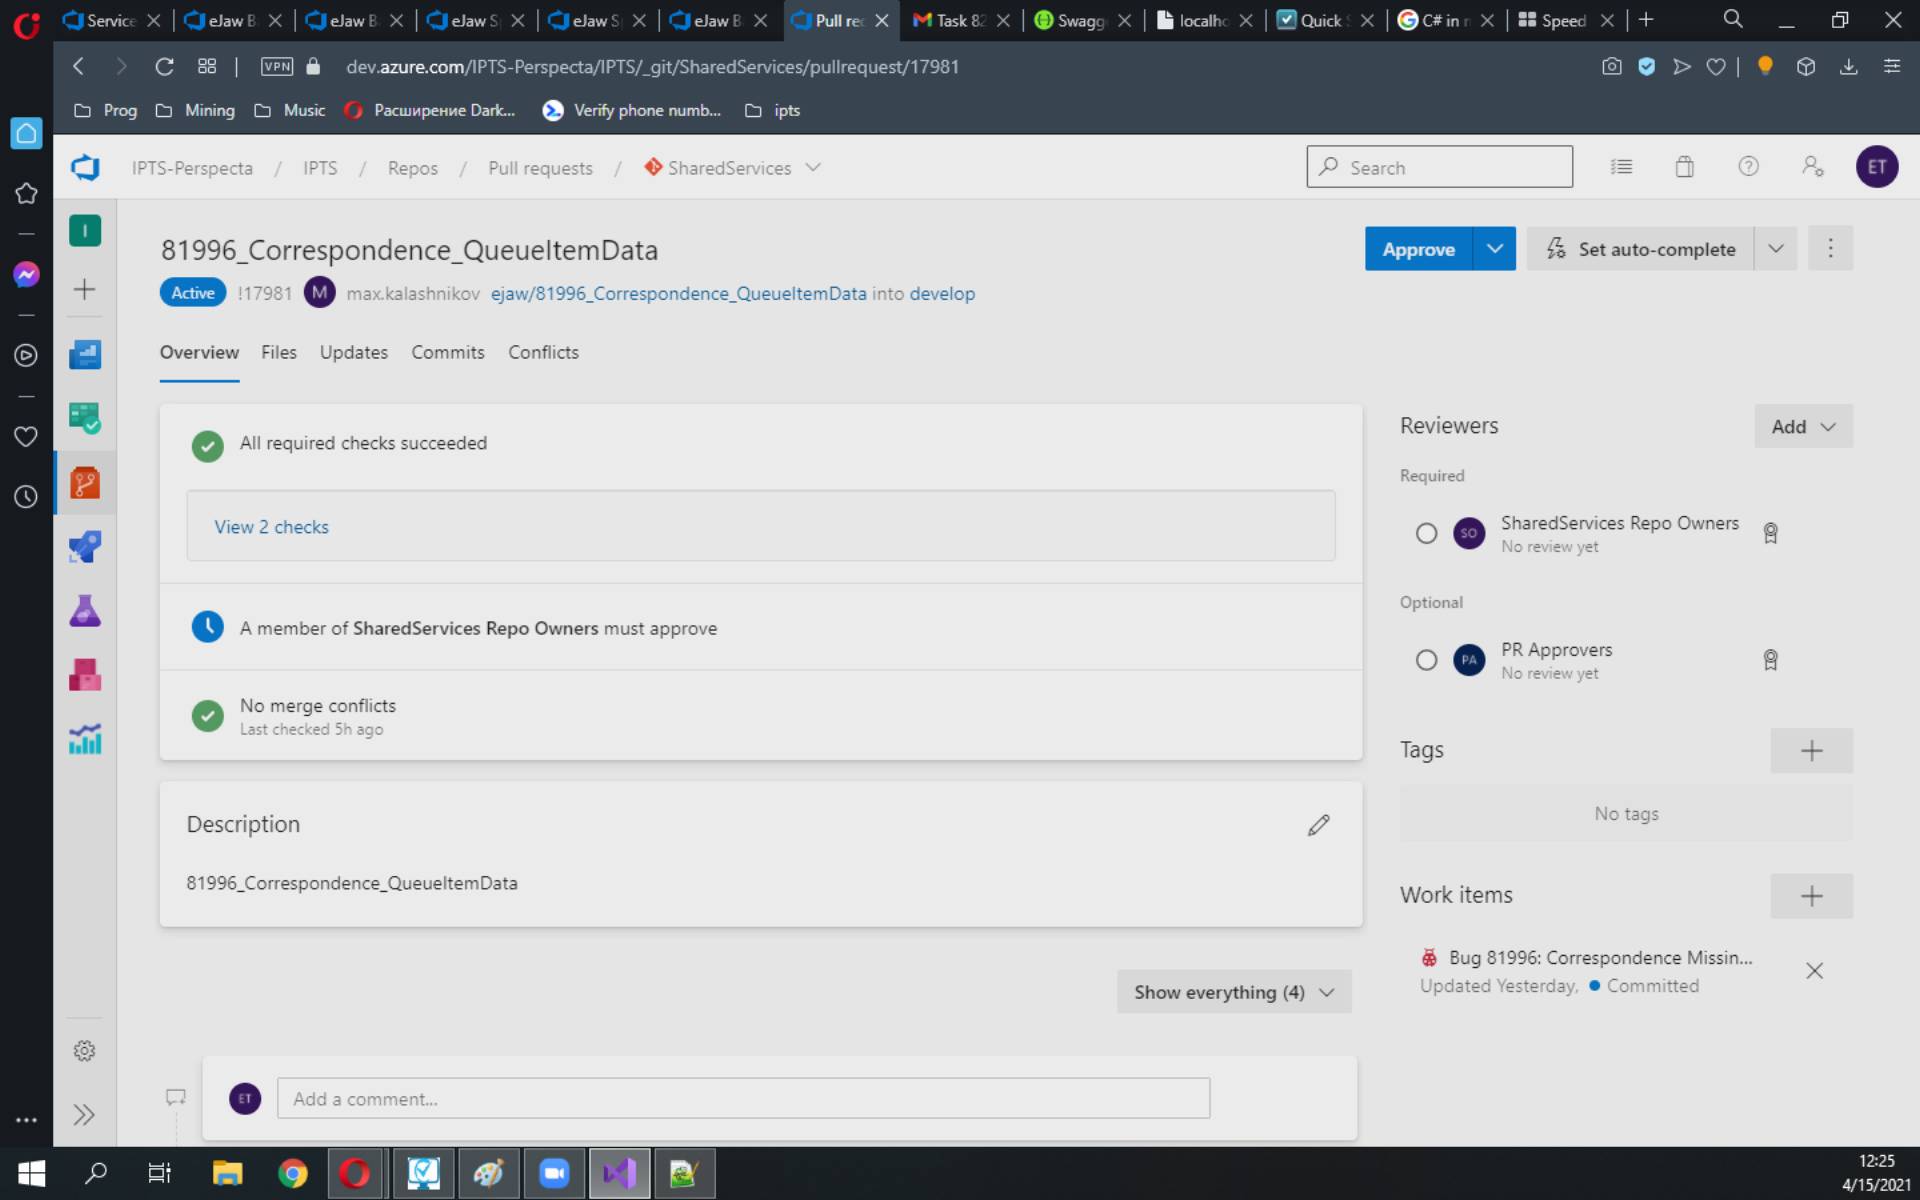 Service
eJaw B
eJaw B
eJaw S
eJaw S
eJaw B
Pull rec
Task 82
Swagg
localho
Quick
C# in
Speed
VPN
dev.azure.com/IPTS-Perspecta/IPTS/_git/SharedServices/pullrequest/17981
Prog
Mining
Music
Расширение Dark...
Verify phone numb...
ipts
IPTS-Perspecta / IPTS / Repos / Pull requests / SharedServices
Search
ET
I
81996_Correspondence_QueueItemData
Approve
Set auto-complete
Active !17981 M max.kalashnikov ejaw/81996_Correspondence_QueueItemData into develop
Overview Files Updates Commits Conflicts
All required checks succeeded
View 2 checks
A member of SharedServices Repo Owners must approve
No merge conflicts
Last checked 5h ago
Description
81996_Correspondence_QueueItemData
Show everything (4)
ET Add a comment...
Reviewers
Add
Required
SO SharedServices Repo Owners
No review yet
Optional
PA PR Approvers
No review yet
Tags
No tags
Work items
Bug 81996: Correspondence Missin...
Updated Yesterday, Committed
12:25
4/15/2021